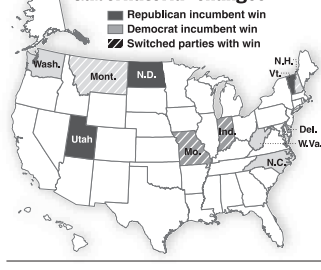 Republican incumbent win
Democrat incumbent win
Switched parties with win
Wash.
Mont.
N.D.
N.H.
Vt.
Utah
Mo.
Ind.
Del.
W.Va.
N.C.